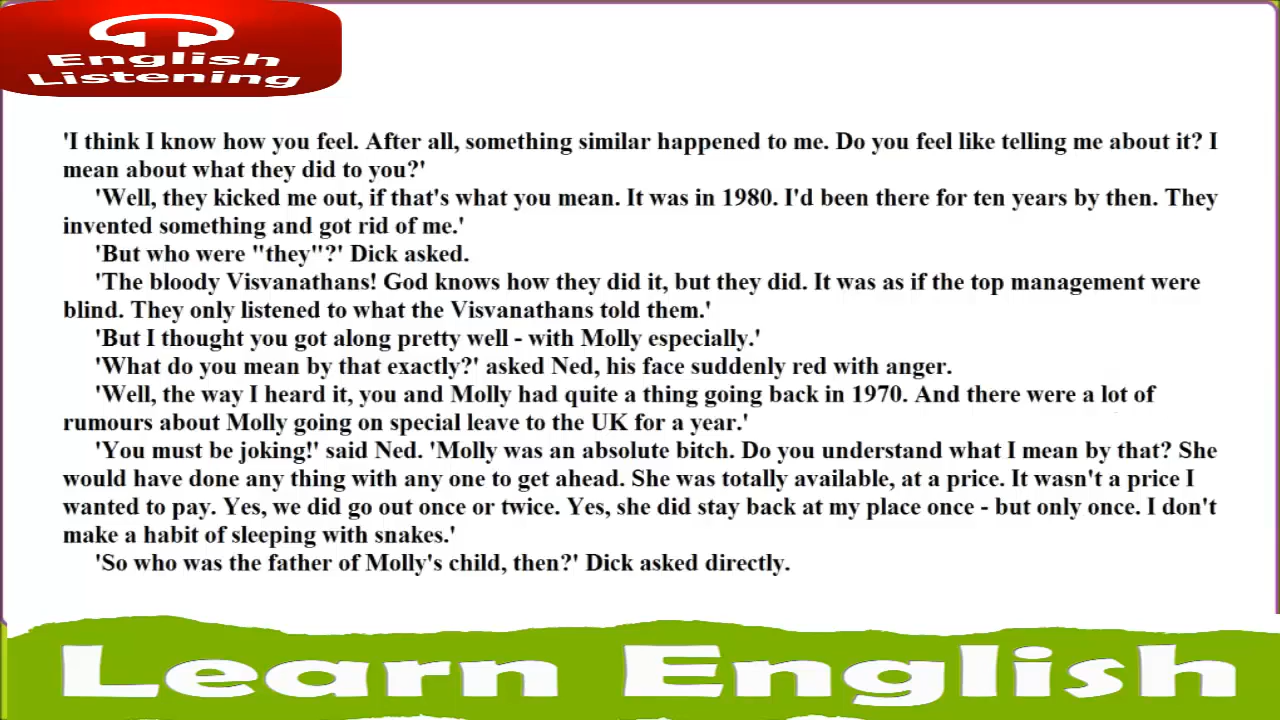 English
Listening
'I think I know how you feel. After all, something similar happened to me. Do you feel like telling me about it? I
mean about what they did to you?'
'Well, they kicked me out, if that's what you mean. It was in 1980. I'd been there for ten years by then. They
invented something and got rid of me.'
'But who were "they"?' Dick asked.
'The bloody Visvanathans! God knows how they did it, but they did. It was as if the top management were
blind. They only listened to what the Visvanathans told them.'
'But I thought you got along pretty well - with Molly especially.'
'What do you mean by that exactly?' asked Ned, his face suddenly red with anger.
'Well, the way I heard it, you and Molly had quite a thing going back in 1970. And there were a lot of
rumours about Molly going on special leave to the UK for a year.'
'You must be joking!' said Ned. 'Molly was an absolute bitch. Do you understand what I mean by that? She
would have done any thing with any one to get ahead. She was totally available, at a price. It wasn't a price I
wanted to pay. Yes, we did go out once or twice. Yes, she did stay back at my place once - but only once. I don't
make a habit of sleeping with snakes.'
'So who was the father of Molly's child, then?' Dick asked directly.
Learn English